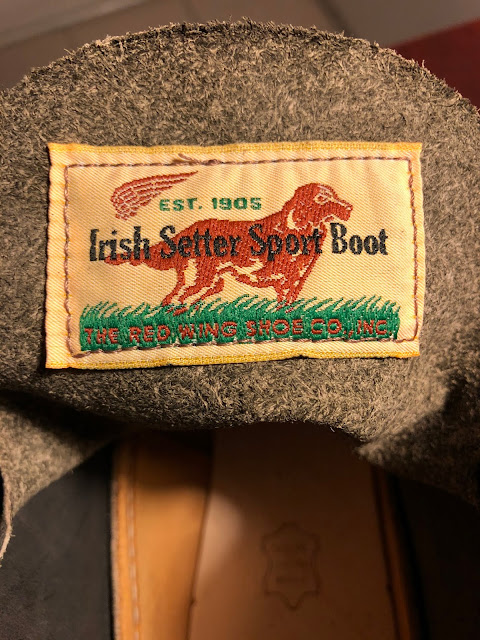 EST. 1905
Irish Setter Sport Boot
THE RED WING SHOE CO., INC.